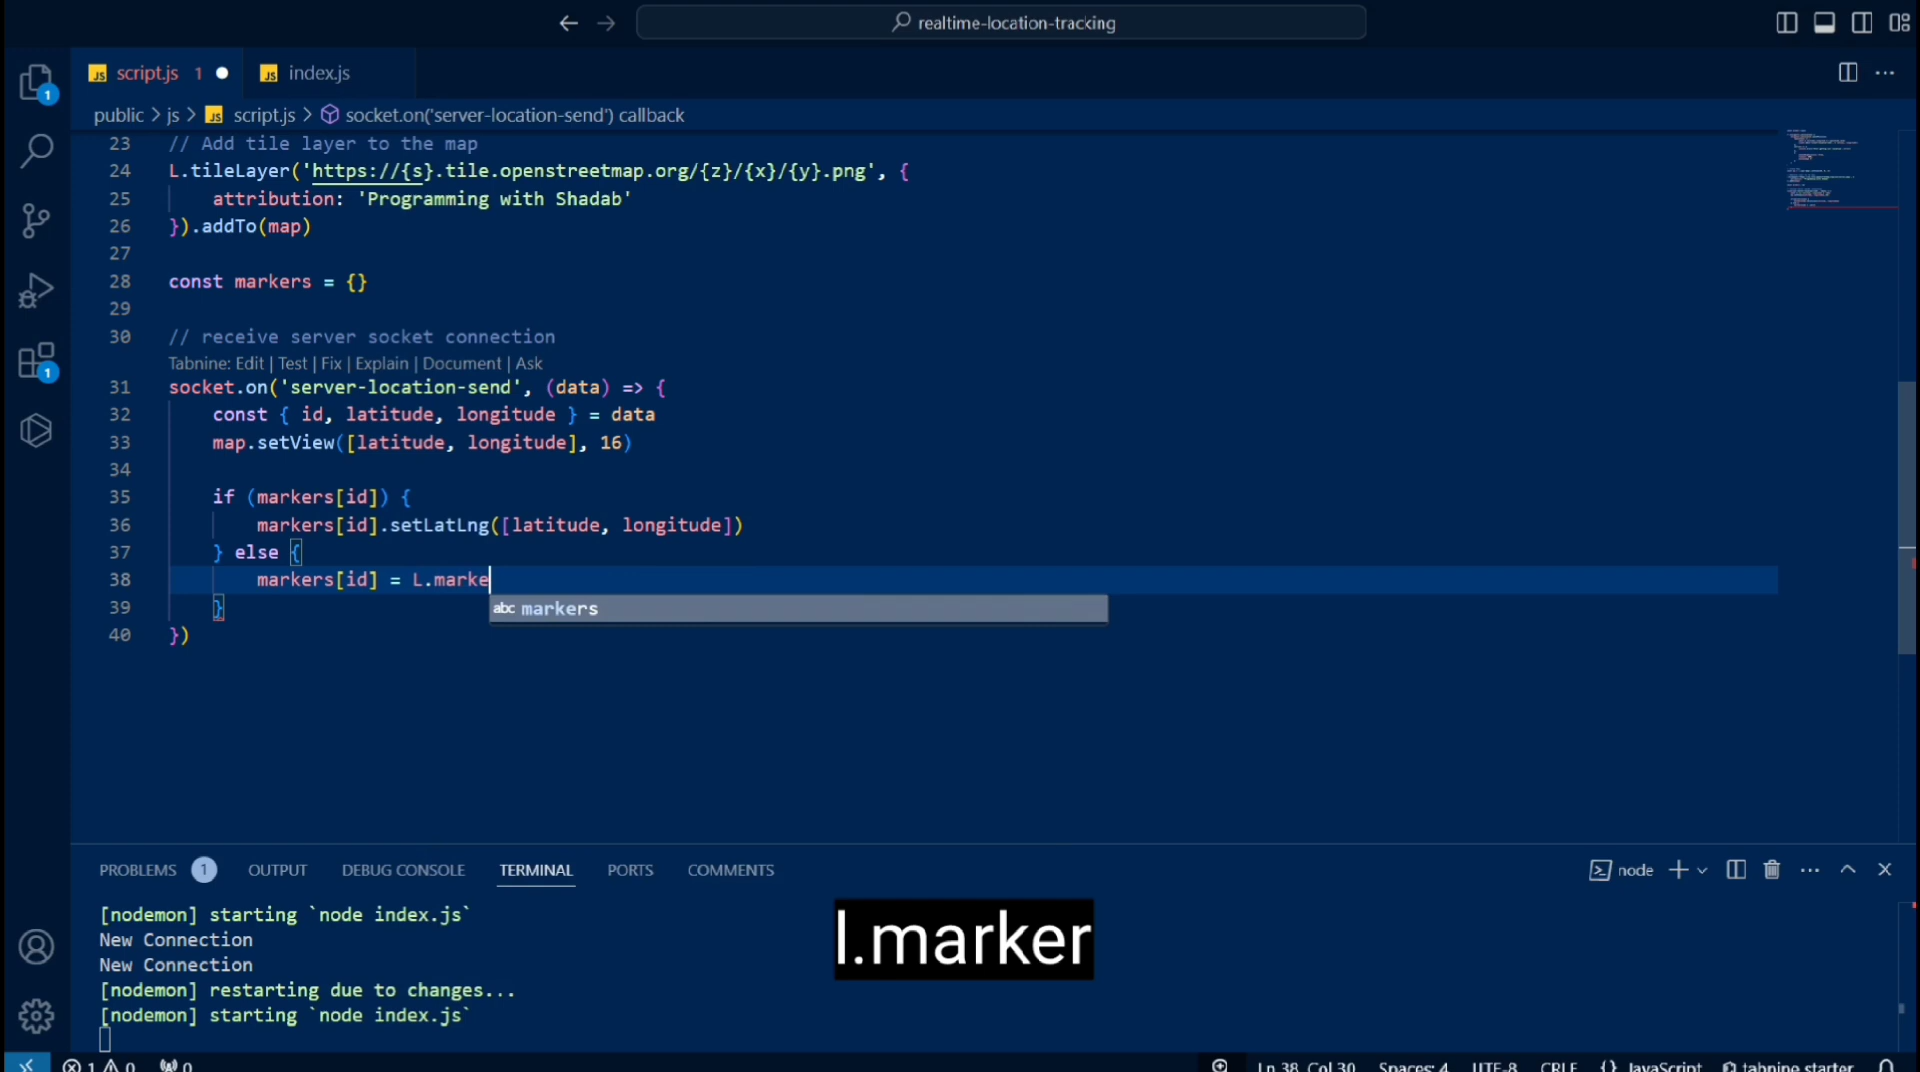 realtime-location-tracking
script.js 1
index.js
public > js > script.js > socket.on('server-location-send') callback
23 // Add tile layer to the map
24 L.tileLayer('https://{s}.tile.openstreetmap.org/{z}/{x}/{y}.png', {
25 attribution: 'Programming with Shadab'
26 }).addTo(map)
27
28 const markers = {}
29
30 // receive server socket connection
Tabnine: Edit | Test | Fix | Explain | Document | Ask
31 socket.on('server-location-send', (data) => {
32 const { id, latitude, longitude } = data
33 map.setView([latitude, longitude], 16)
34
35 if (markers[id]) {
36 markers[id].setLatLng([latitude, longitude])
37 } else {
38 markers[id] = L.marke
39 }
abc markers
40 })
PROBLEMS 1 OUTPUT DEBUG CONSOLE TERMINAL PORTS COMMENTS
node
[nodemon] starting `node index.js`
New Connection
New Connection
[nodemon] restarting due to changes...
[nodemon] starting `node index.js`
l.marker
1 0 0
Ln 38, Col 30 Spaces: 4 UTF-8 CRLF {} JavaScript tabnine starter